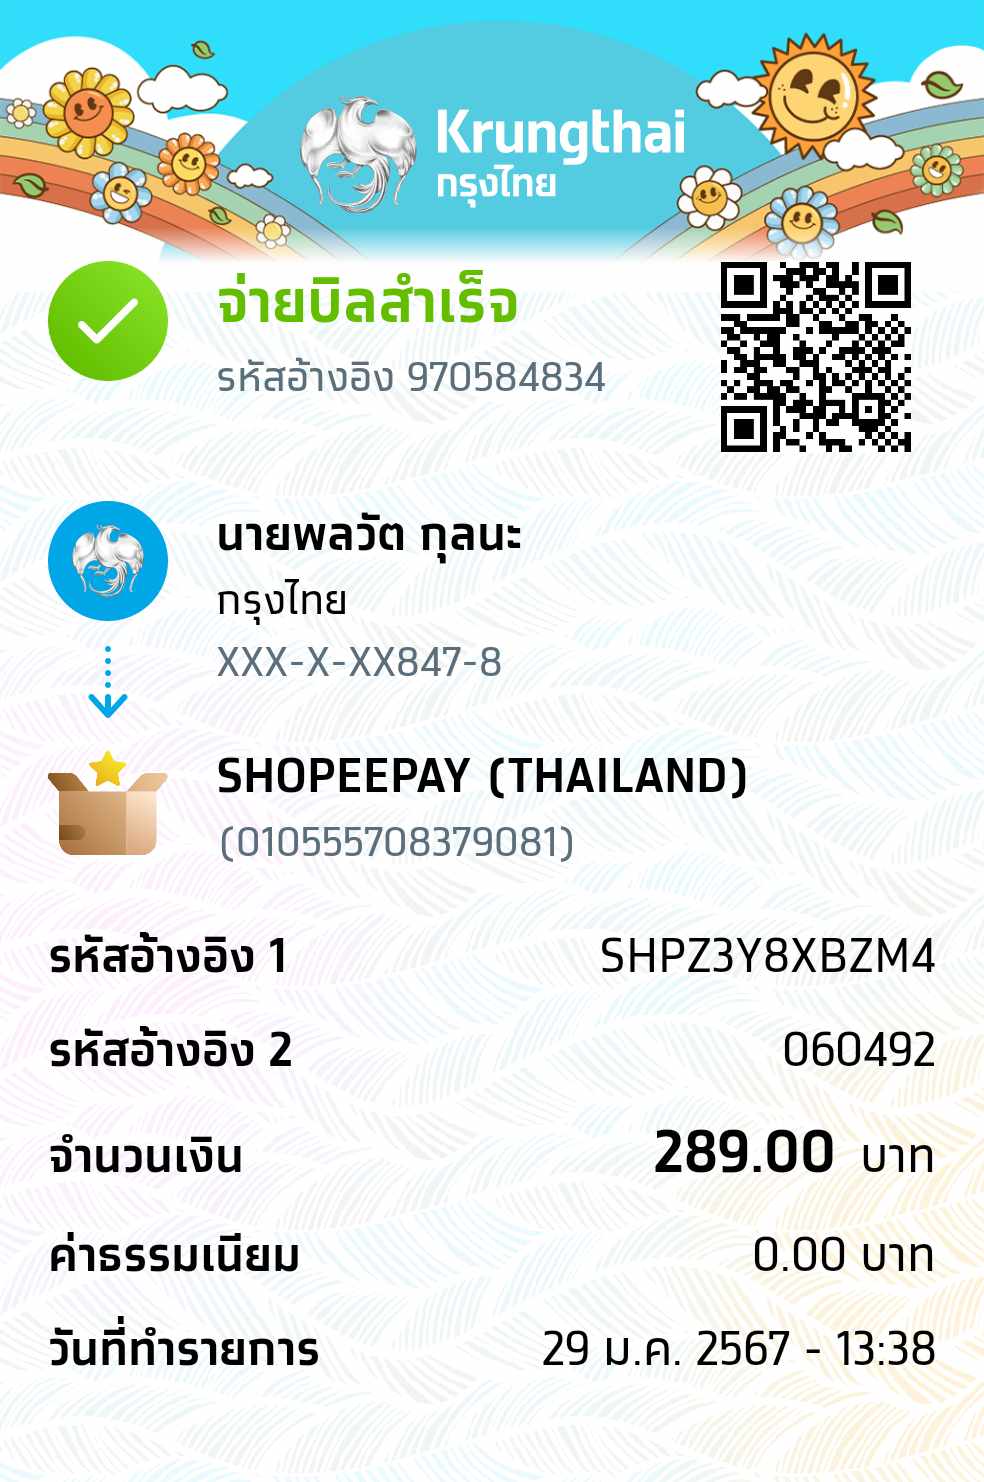 Krungthai
กรุงไทย
จ่ายบิลสำเร็จ
รหัสอ้างอิง 970584834
นายพลวัต กุลนะ
กรุงไทย
XXX-X-XX847-8
SHOPEEPAY (THAILAND)
(010555708379081)
รหัสอ้างอิง 1 SHPZ3Y8XBZM4
รหัสอ้างอิง 2 060492
จำนวนเงิน 289.00 บาท
ค่าธรรมเนียม 0.00 บาท
วันที่ทำรายการ 29 ม.ค. 2567 - 13:38